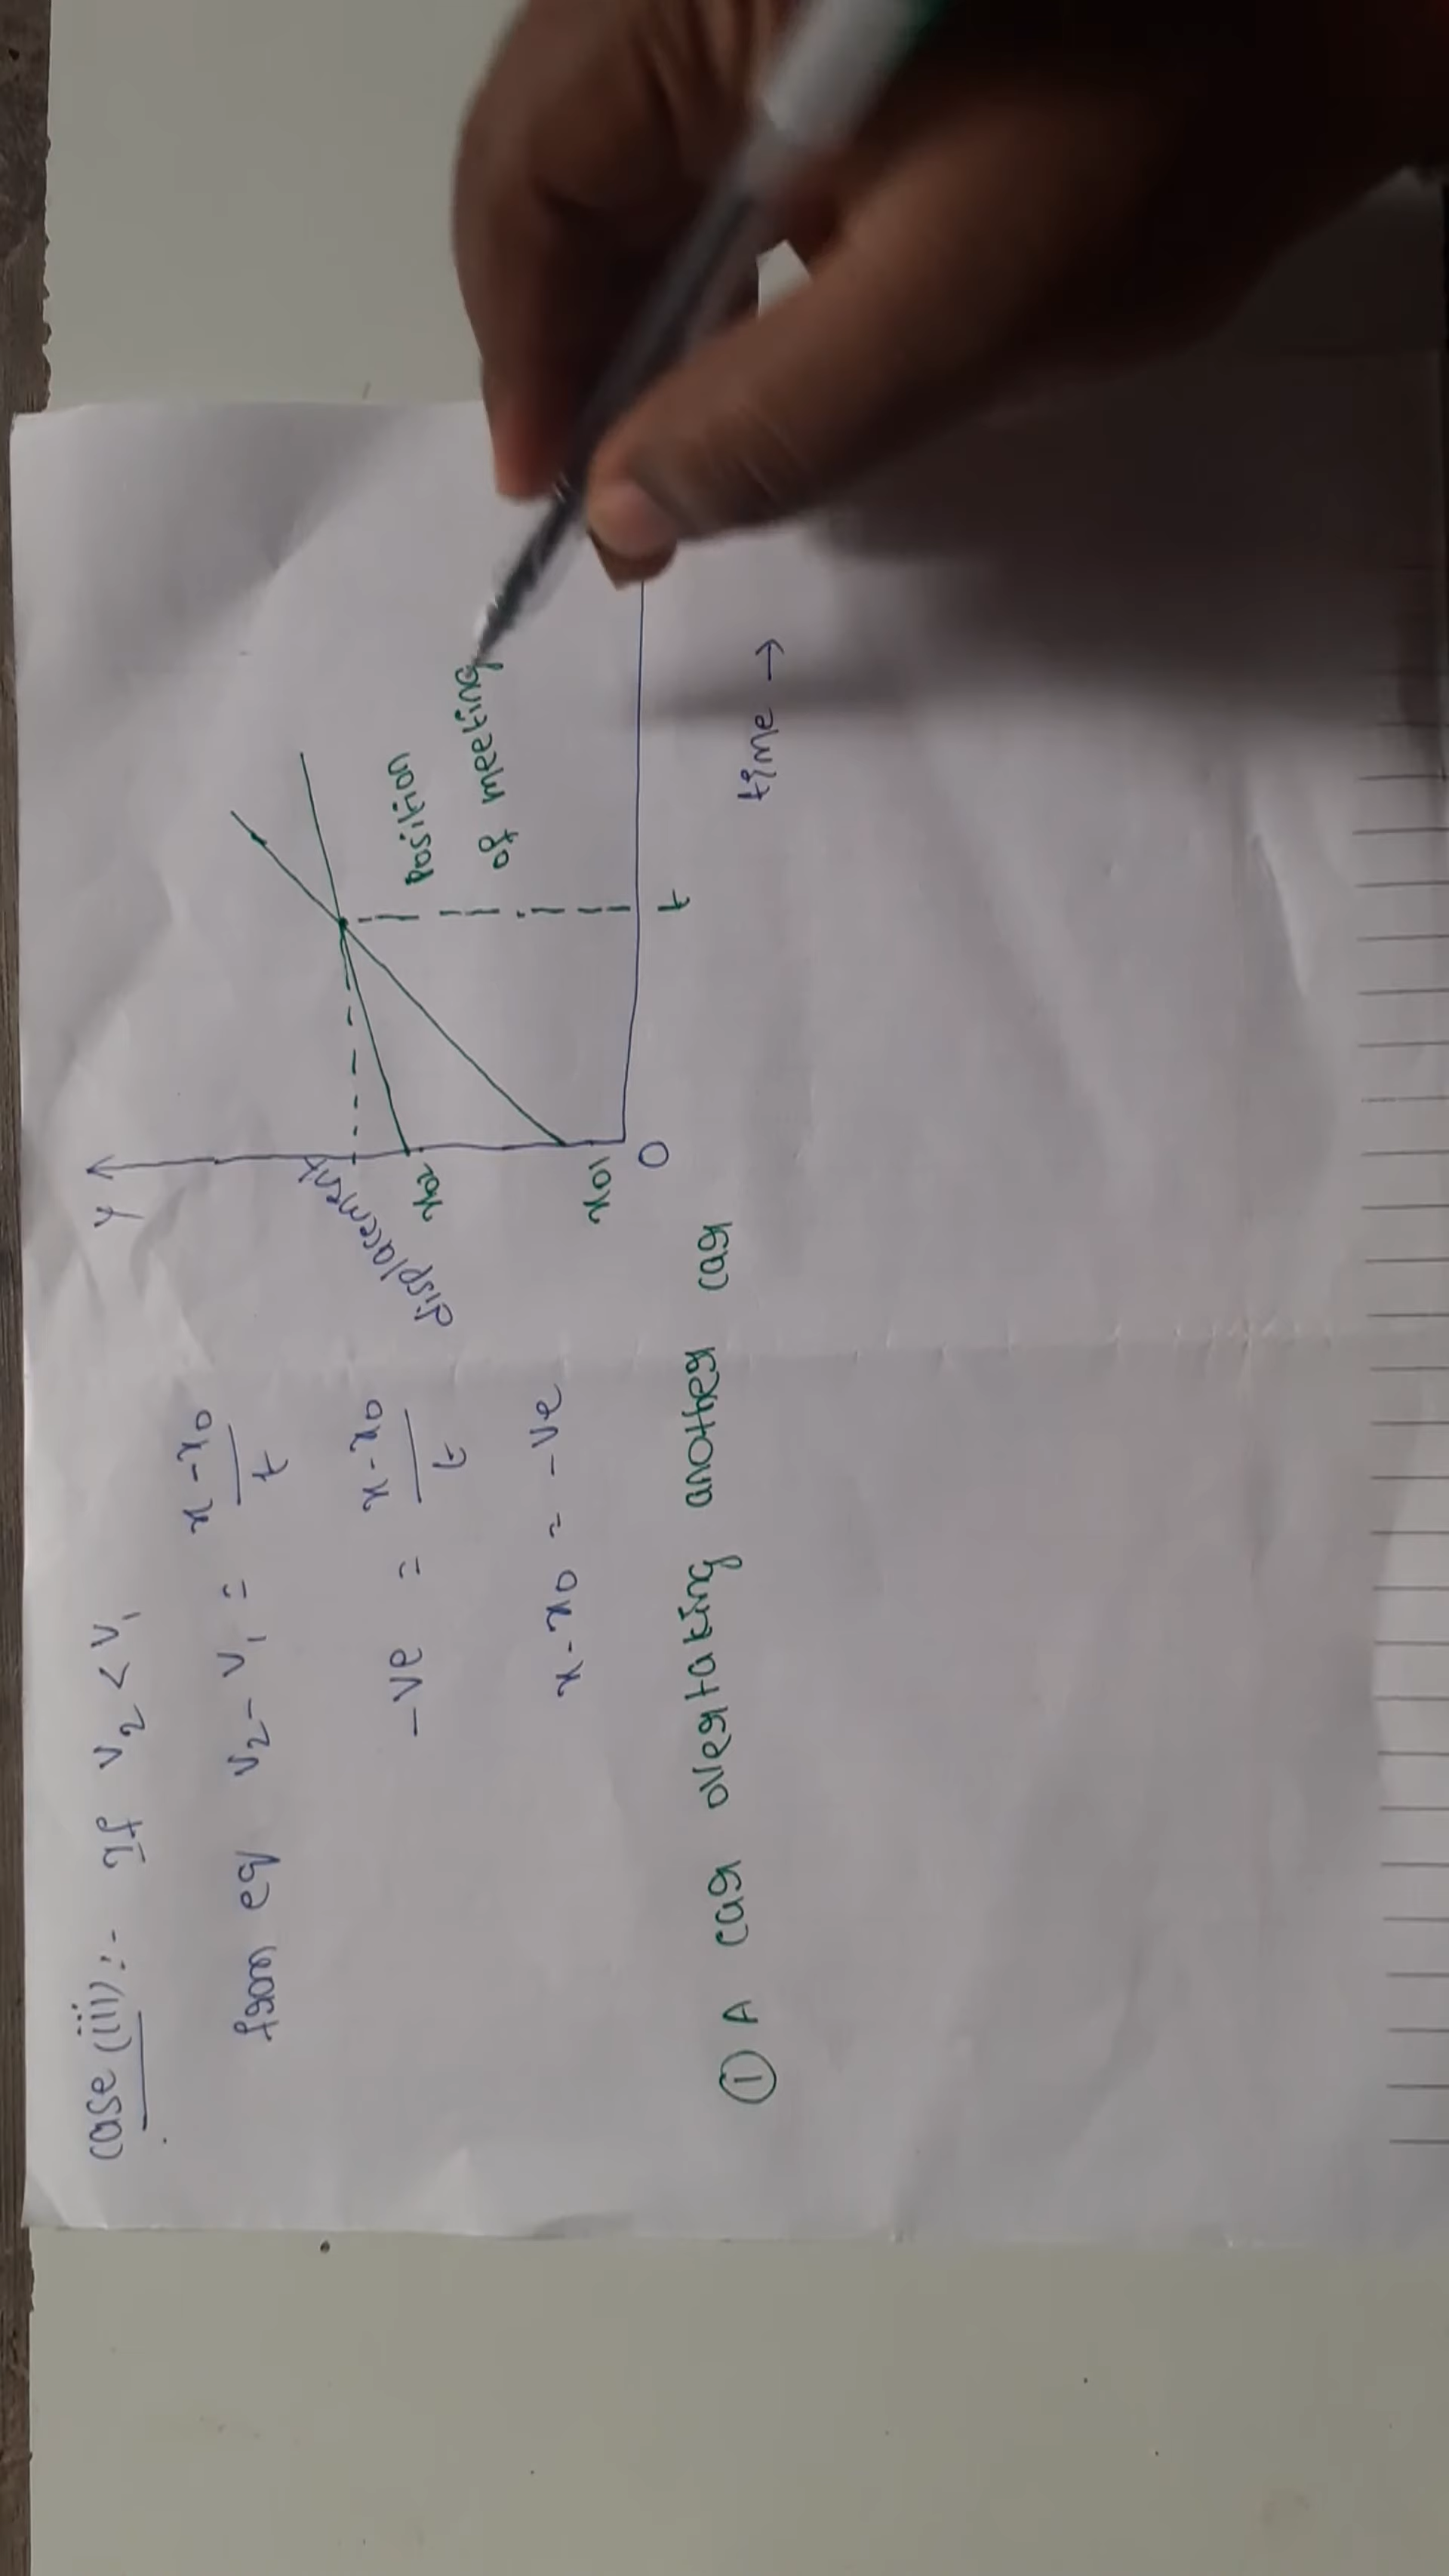 case (iii):- If v₂ < v₁
from eq v₂ - v₁ = x - x₀ / t
-ve = x - x₀ / t
x - x₀ = -ve
① A car overtaking another car
Y
displacement
x₀₂
x₀₁
O
position
of meeting
t
time →